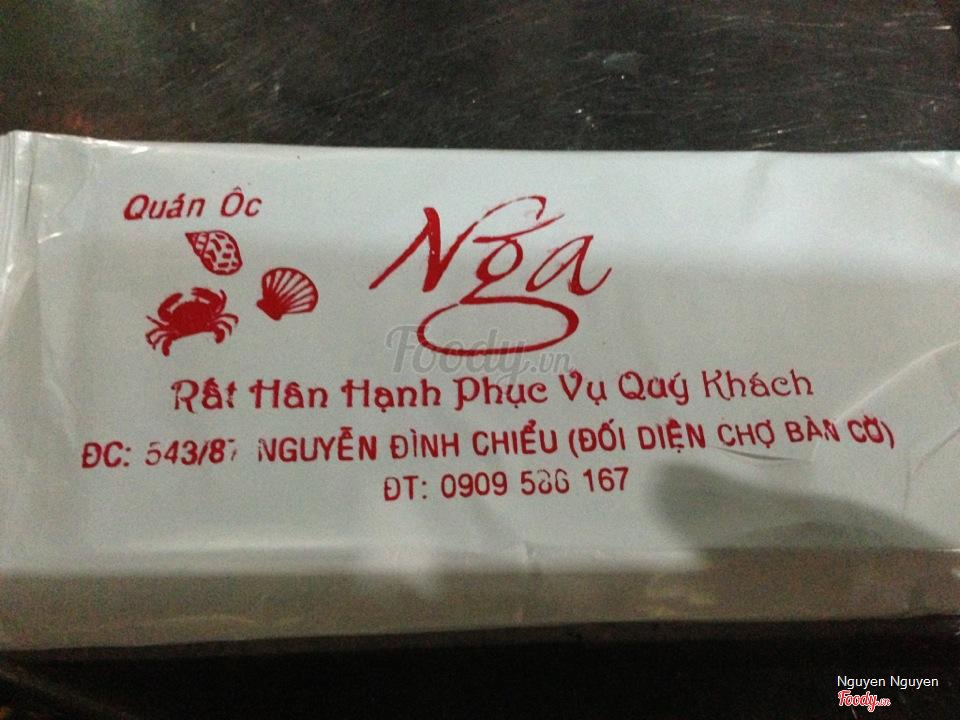 Quán Ốc
Nga
Foody.vn
Rất Hân Hạnh Phục Vụ Quý Khách
ĐC: 543/87 NGUYỄN ĐÌNH CHIỂU (ĐỐI DIỆN CHỢ BÀN CỜ)
ĐT: 0909 586 167
Nguyen Nguyen
Foody.vn